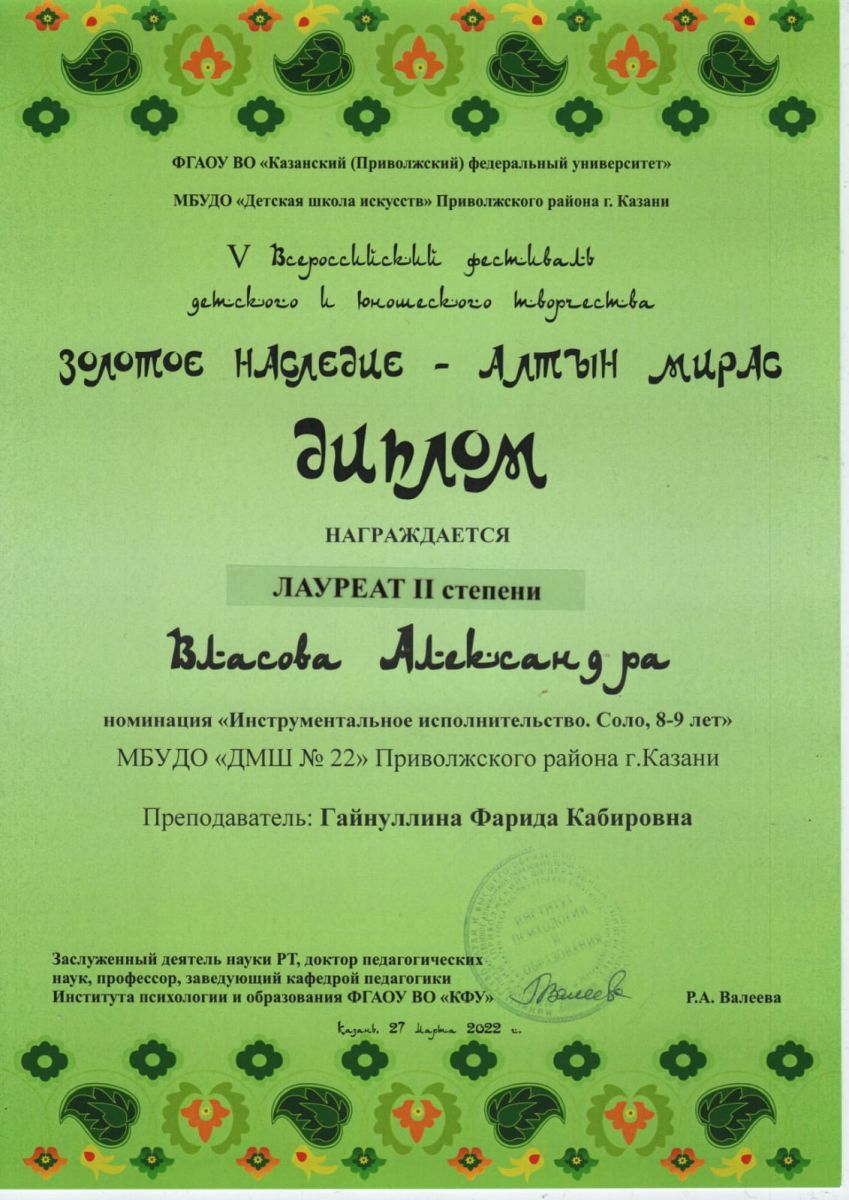 ФГАОУ ВО «Казанский (Приволжский) федеральный университет»
МБУДО «Детская школа искусств» Приволжского района г. Казани
V Всероссийский фестиваль
детского и юношеского творчества
ЗОЛОТОЕ НАСЛЕДИЕ - АЛТЫН МИРАС
ДИПЛОМ
НАГРАЖДАЕТСЯ
ЛАУРЕАТ II степени
Власова Александра
номинация «Инструментальное исполнительство. Соло, 8-9 лет»
МБУДО «ДМШ № 22» Приволжского района г.Казани
Преподаватель: Гайнуллина Фарида Кабировна
ИНСТИТУТ
ПСИХОЛОГИИ
И
ОБРАЗОВАНИЯ
Заслуженный деятель науки РТ, доктор педагогических
наук, профессор, заведующий кафедрой педагогики
Института психологии и образования ФГАОУ ВО «КФУ»
Р.А. Валеева
Казань, 27 марта 2022 г.